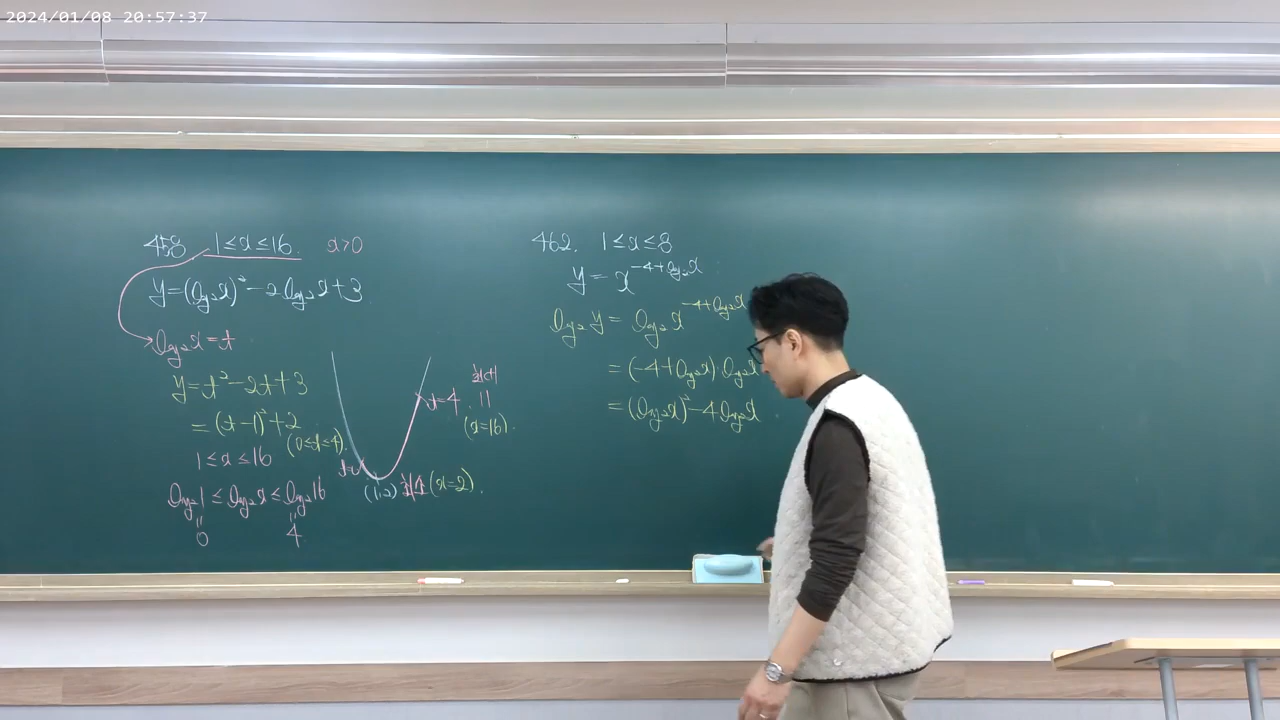 2024/01/08 20:57:37
458 1≤x≤16. x>0
y=(log₂x)²-2log₂x+3
log₂x=t
y=t²-2t+3
=(t-1)²+2
(0≤t≤4)
1≤x≤16
log₂1≤log₂x≤log₂16
" "
0 4
t=4
최대
11
(x=16).
(1,2) 최소 (x=2).
462. 1≤x≤8
y=x^(-4+log₂x)
log₂y=log₂x^(-4+log₂x)
=(-4+log₂x)·log₂x
=(log₂x)²-4log₂x